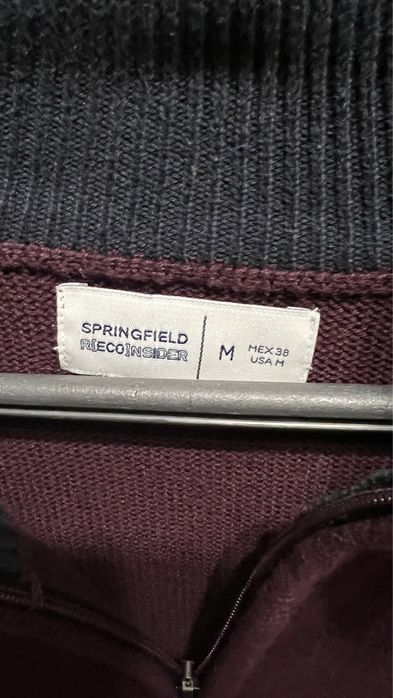 SPRINGFIELD
R[ECO]NSIDER
M
MEX 38
USA M